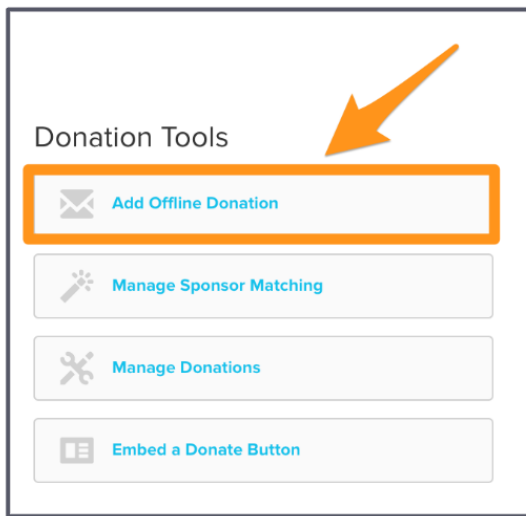 Donation Tools
Add Offline Donation
Manage Sponsor Matching
Manage Donations
Embed a Donate Button